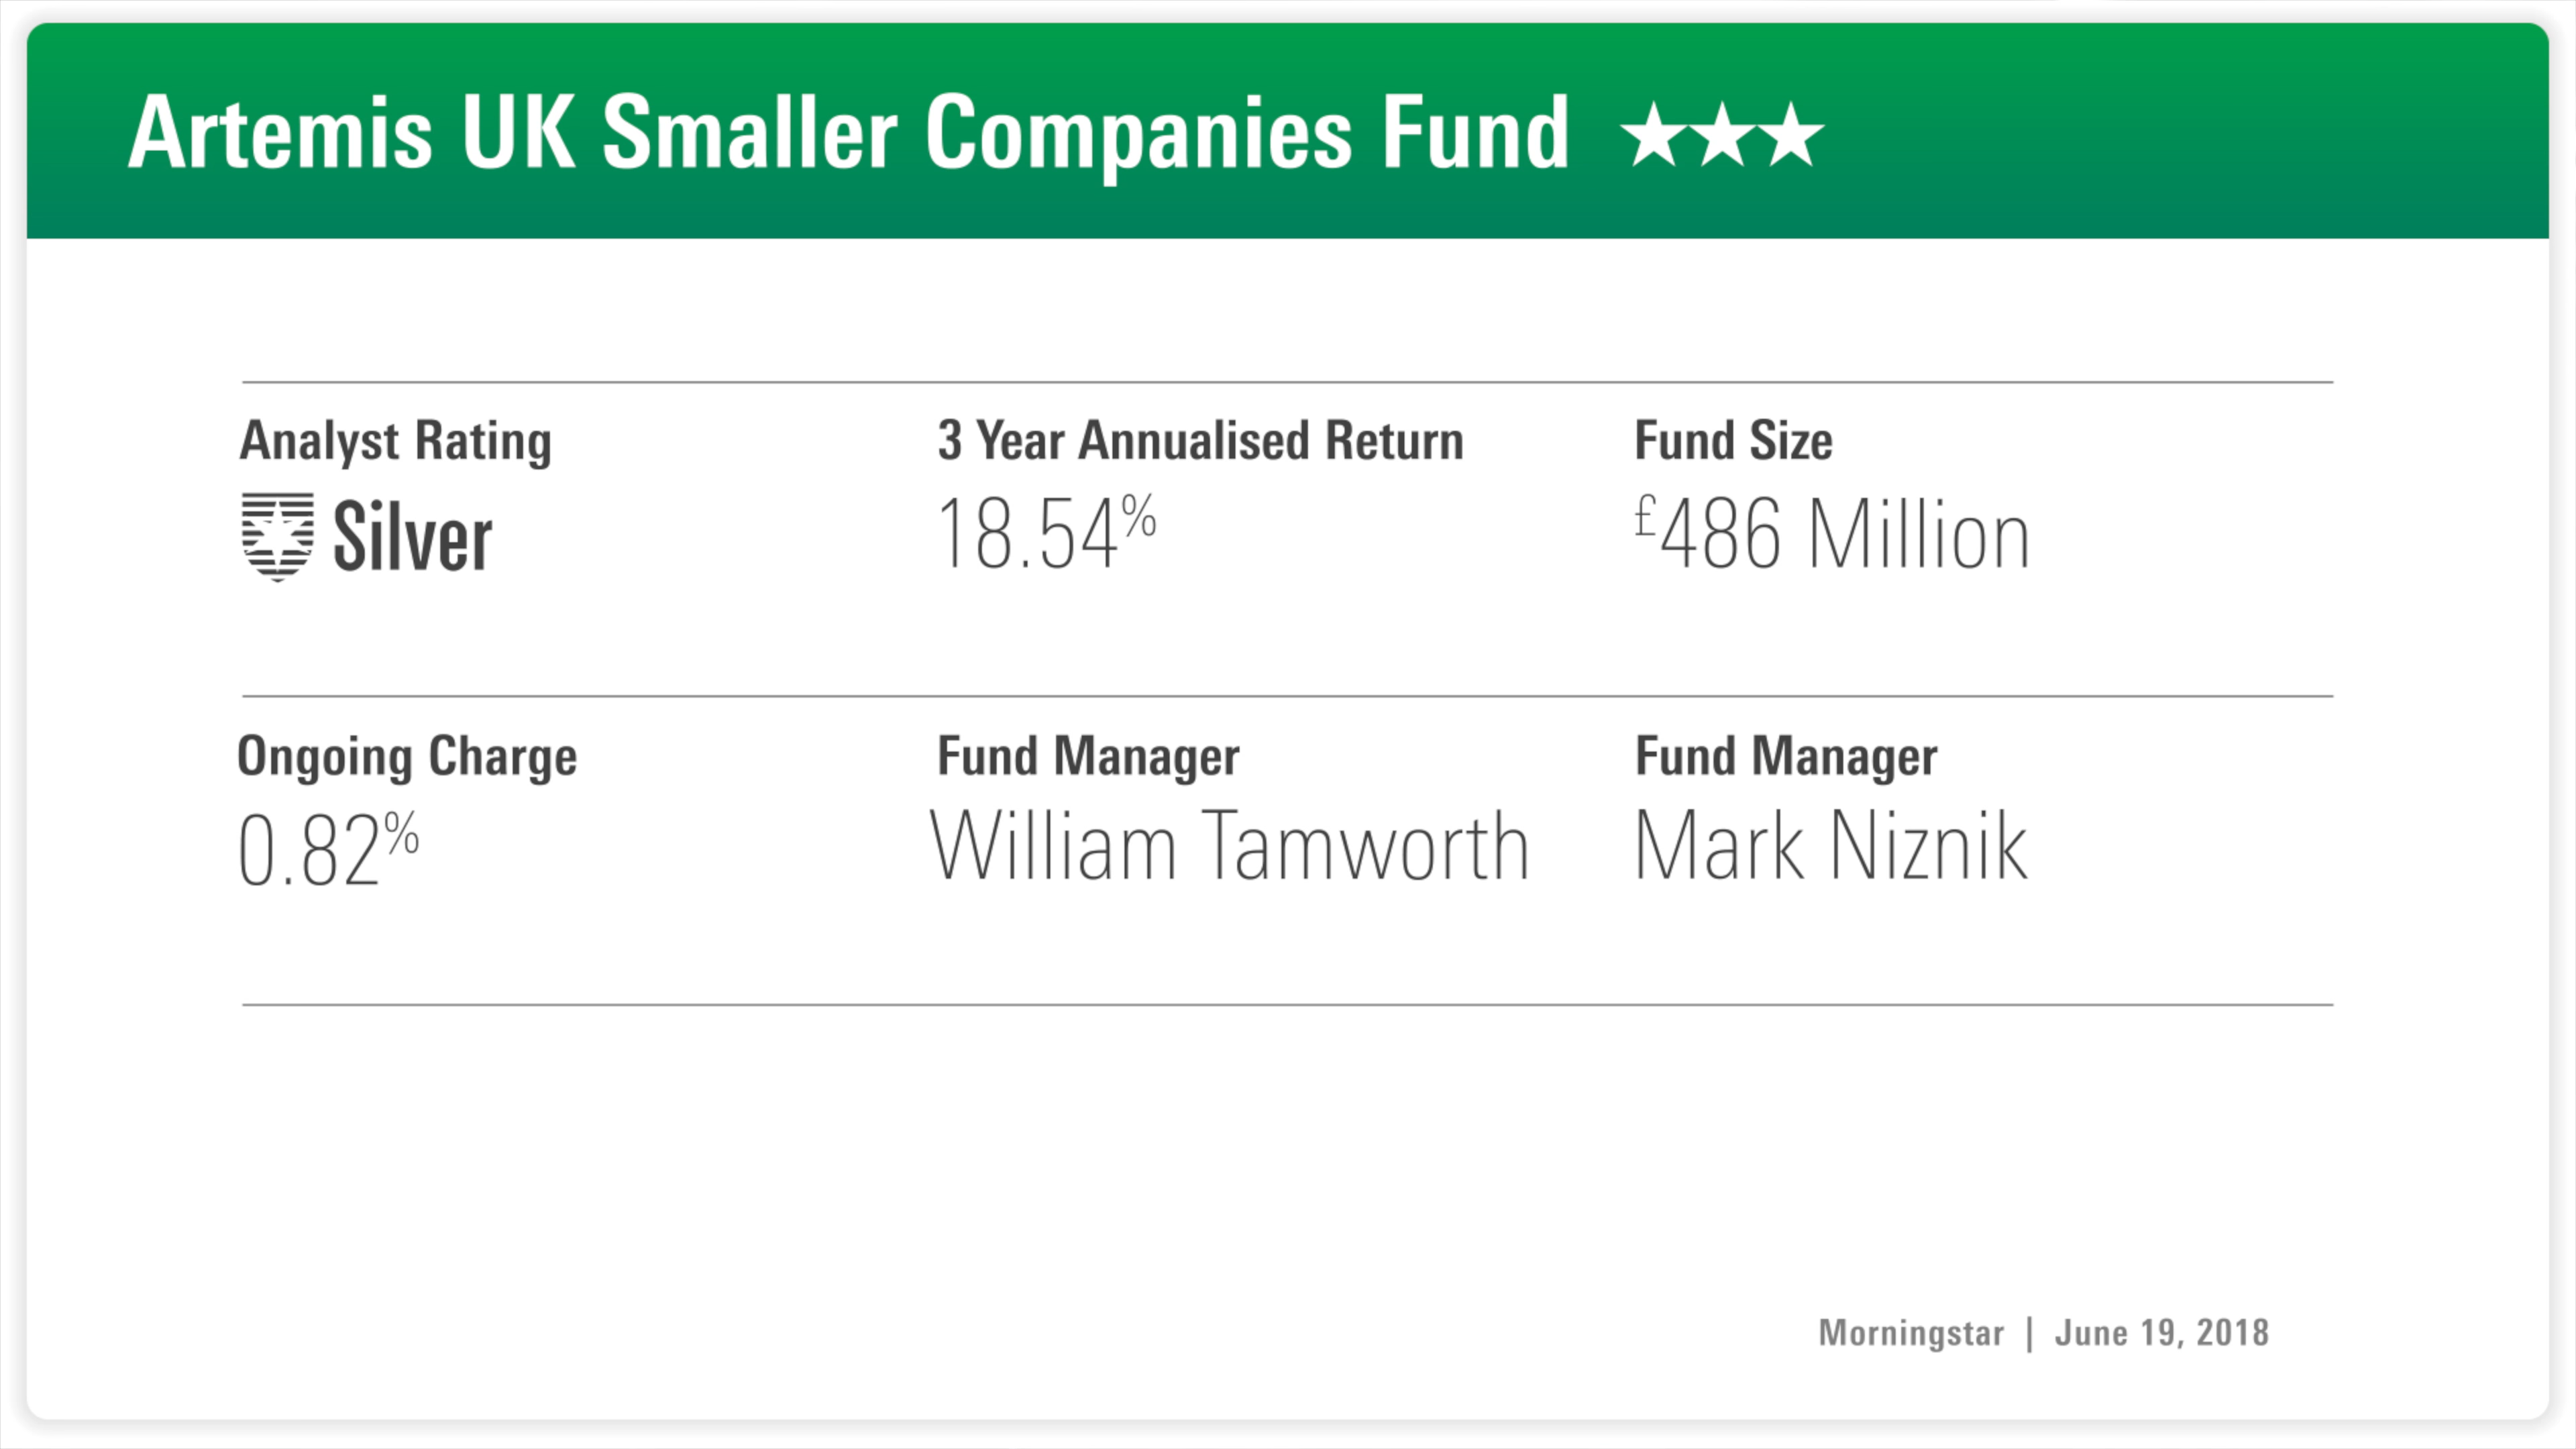 Artemis UK Smaller Companies Fund ★★★
Analyst Rating
Silver
3 Year Annualised Return
18.54%
Fund Size
£486 Million
Ongoing Charge
0.82%
Fund Manager
William Tamworth
Fund Manager
Mark Niznik
Morningstar | June 19, 2018